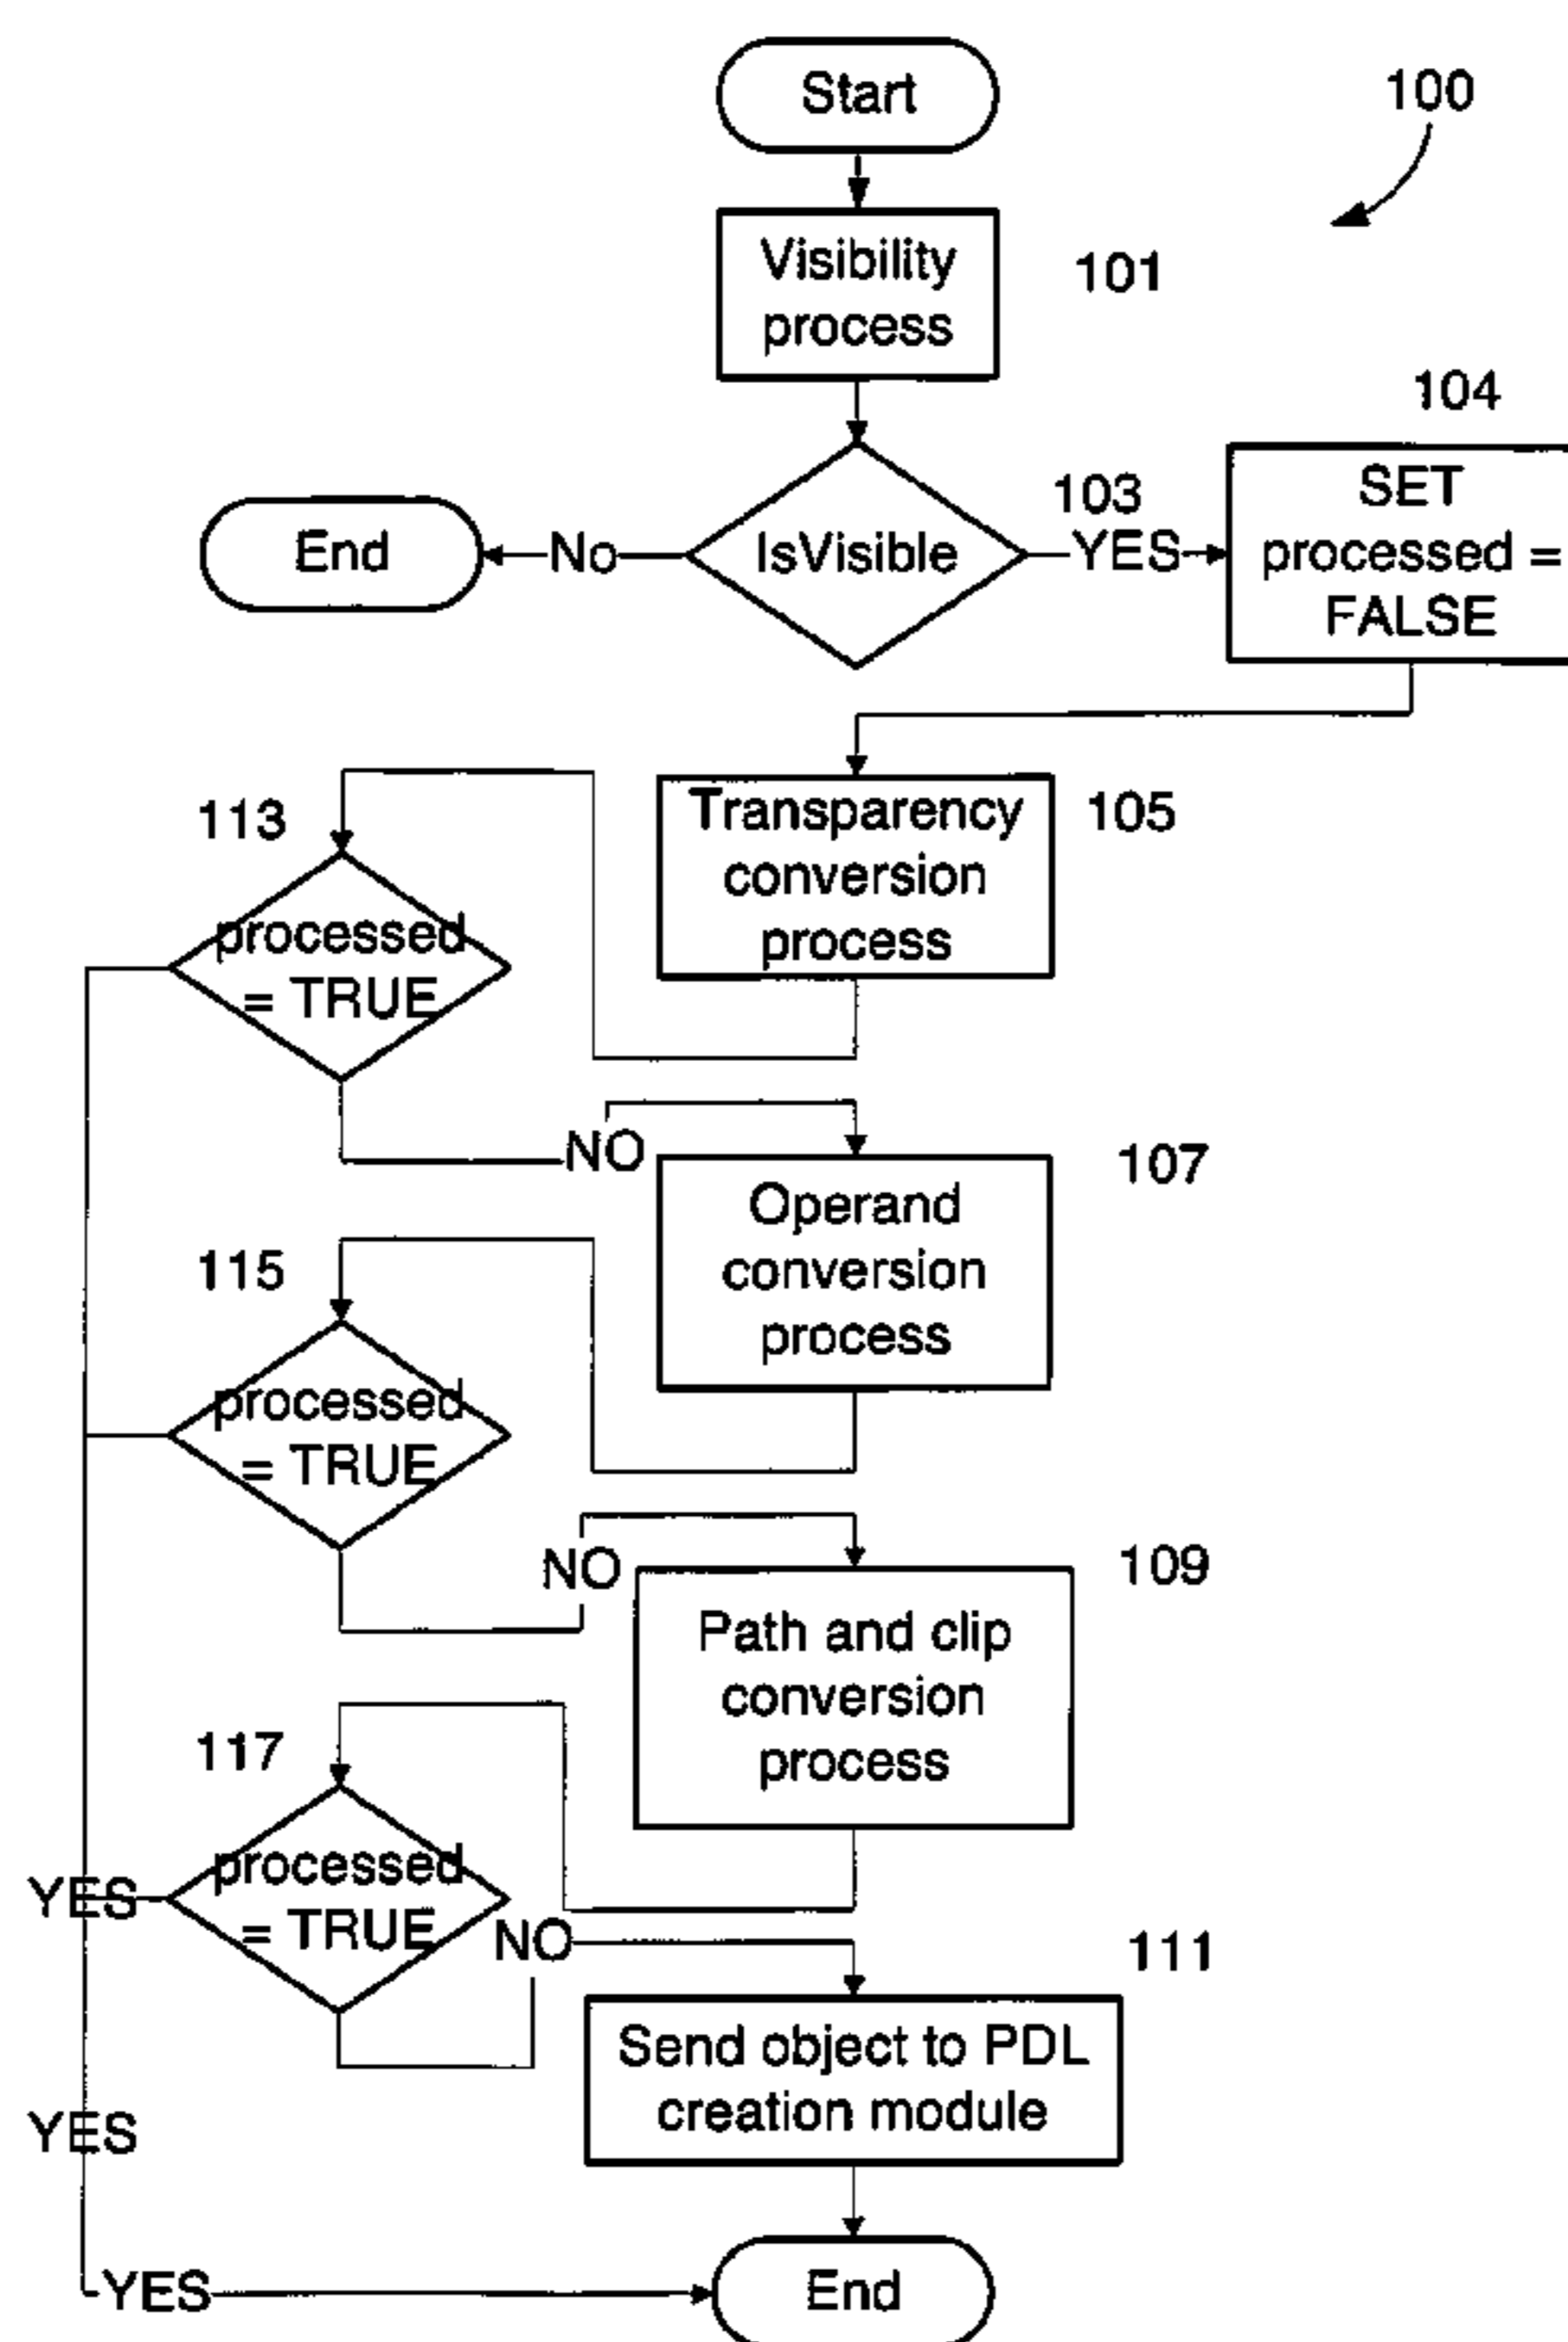 Start
100
Visibility
process
101
104
103
End
No
IsVisible
YES
SET
processed =
FALSE
113
Transparency
conversion
process
105
processed
= TRUE
NO
107
Operand
conversion
process
115
processed
= TRUE
NO
109
Path and clip
conversion
process
117
processed
= TRUE
YES
NO
111
Send object to PDL
creation module
YES
YES
End